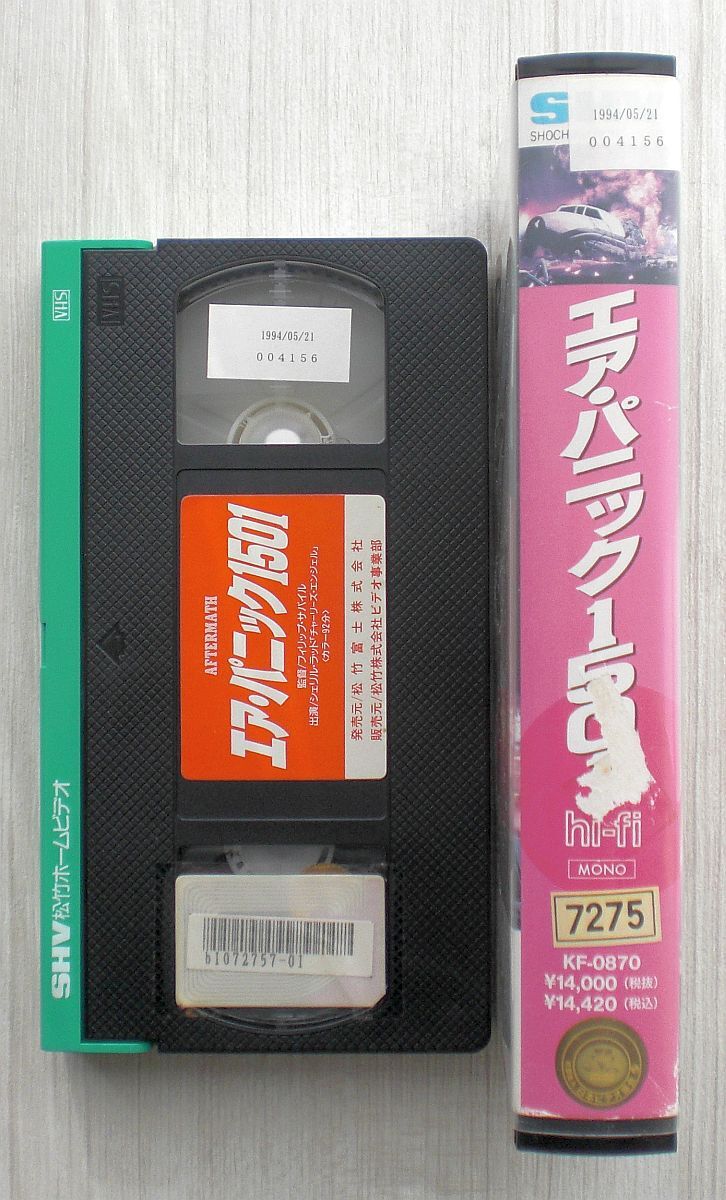 VHS
SHV松竹ホームビデオ
VHS
1994/05/21
004156
AFTERMATH
エア・パニック1501
監督/フィリップ・サバイル
出演/シェリル・ラッド「チャーリーズ・エンジェル」
〈カラー92分〉
発売元/松竹富士株式会社
販売元/松竹株式会社ビデオ事業部
b1072757-01
S
SHOCH
1994/05/21
004156
エア・パニック150
hi-fi
MONO
7275
KF-0870
¥14,000(税抜)
¥14,420(税込)